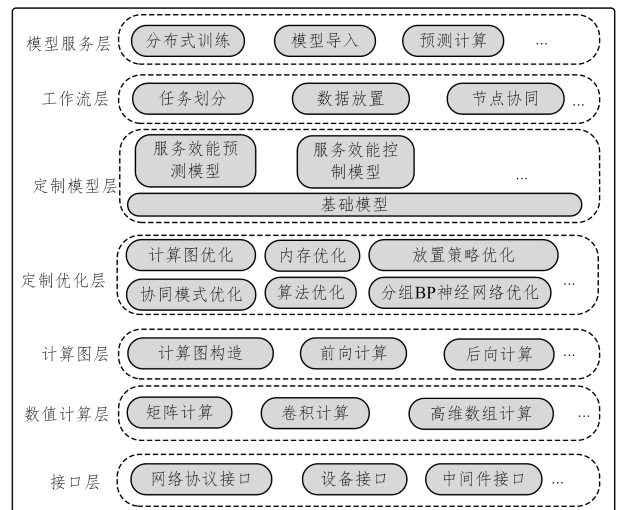 模型服务层 分布式训练 模型导入 预测计算 ...
工作流层 任务划分 数据放置 节点协同 ...
定制模型层
服务效能预测模型
服务效能控制模型
...
基础模型
定制优化层
计算图优化 内存优化 放置策略优化
协同模式优化 算法优化 分组BP神经网络优化
...
计算图层 计算图构造 前向计算 后向计算 ...
数值计算层 矩阵计算 卷积计算 高维数组计算 ...
接口层 网络协议接口 设备接口 中间件接口 ...